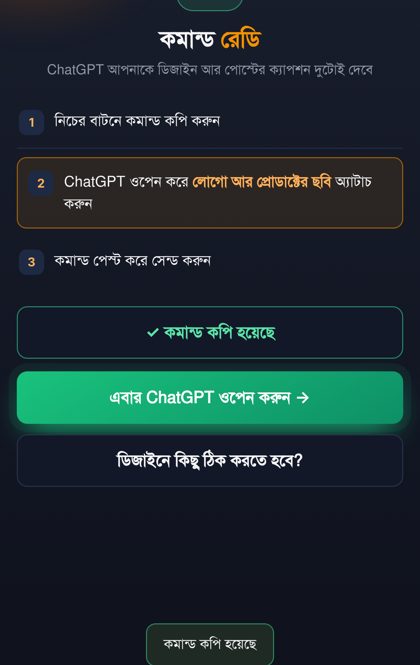 কমান্ড রেডি
ChatGPT আপনাকে ডিজাইন আর পোস্টের ক্যাপশন দুটোই দেবে
1 নিচের বাটনে কমান্ড কপি করুন
2 ChatGPT ওপেন করে লোগো আর প্রোডাক্টের ছবি অ্যাটাচ
করুন
3 কমান্ড পেস্ট করে সেন্ড করুন
✓ কমান্ড কপি হয়েছে
এবার ChatGPT ওপেন করুন →
ডিজাইনে কিছু ঠিক করতে হবে?
কমান্ড কপি হয়েছে